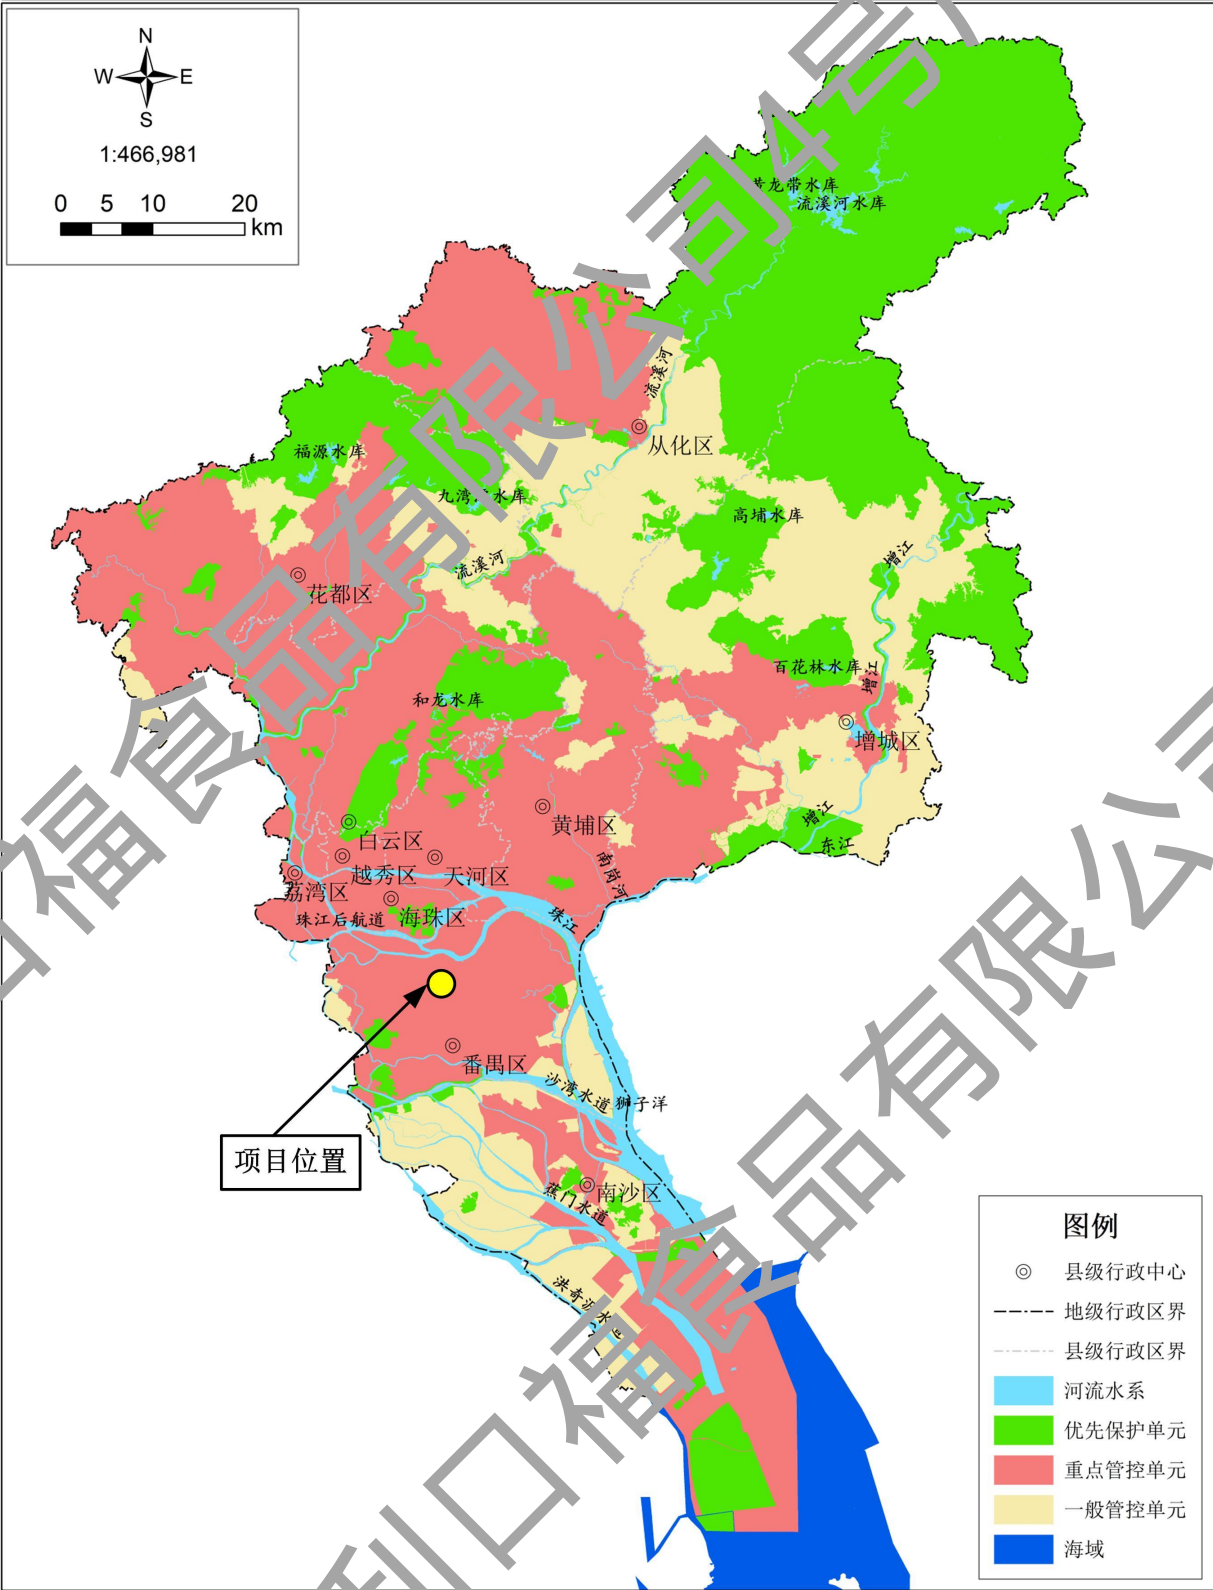 N
W E
S
1:466,981
0 5 10 20
km
黄龙带水库
流溪河水库
流溪河
从化区
福源水库
九湾 水库
高埔水库
增江
流溪河
花都区
百花林水库
增江
和龙水库
增城区
增江
东江
黄埔区
白云区
南岗河
越秀区
天河区
荔湾区
海珠区
珠江后航道
珠江
番禺区
沙湾水道
狮子洋
项目位置
南沙区
蕉门水道
洪奇沥水道
图例
县级行政中心
地级行政区界
县级行政区界
河流水系
优先保护单元
重点管控单元
一般管控单元
海域
口福食品有限公司4号
利口福食品有限公司